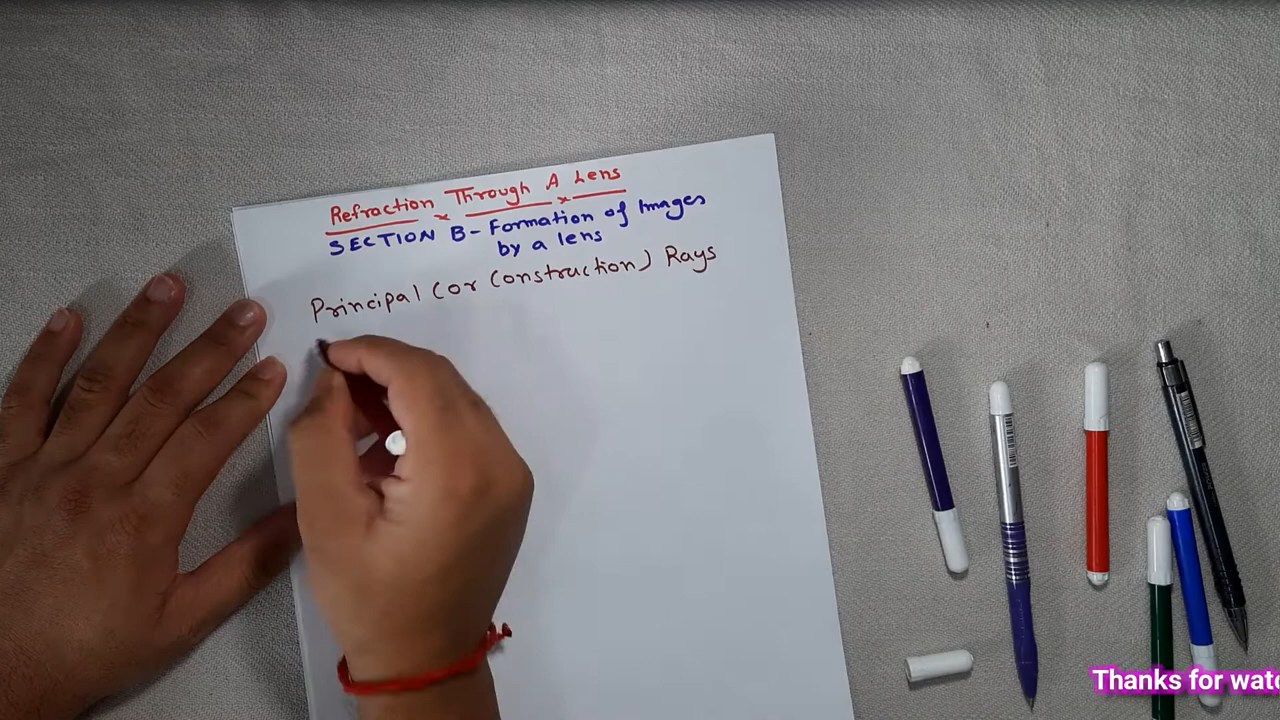 Refraction Through A Lens
SECTION B - Formation of Images
by a lens
Principal (or Construction) Rays
Thanks for watc